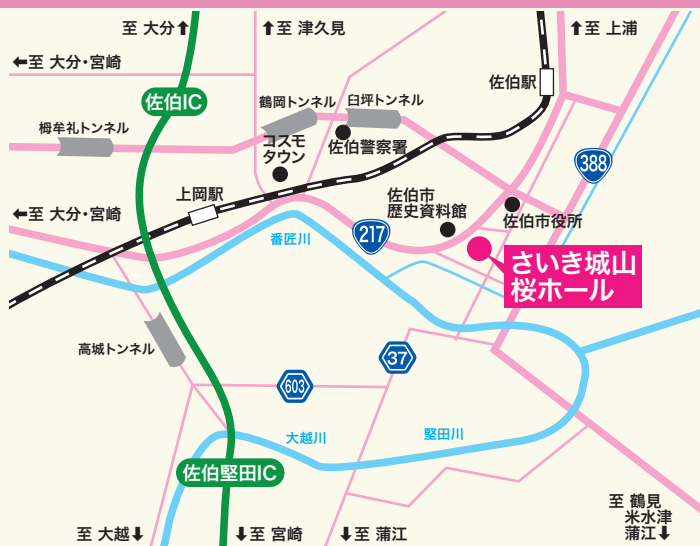 至 大分⬆
⬆至 津久見
⬆至 上浦
⬅至 大分・宮崎
佐伯駅
佐伯IC
鶴岡トンネル
臼坪トンネル
栂牟礼トンネル
コスモ
タウン
佐伯警察署
388
上岡駅
佐伯市
歴史資料館
⬅至 大分・宮崎
佐伯市役所
217
番匠川
さいき城山
桜ホール
高城トンネル
37
603
大越川
堅田川
佐伯堅田IC
至 鶴見
米水津
蒲江⬇
至 大越⬇
⬇至 宮崎
⬇至 蒲江